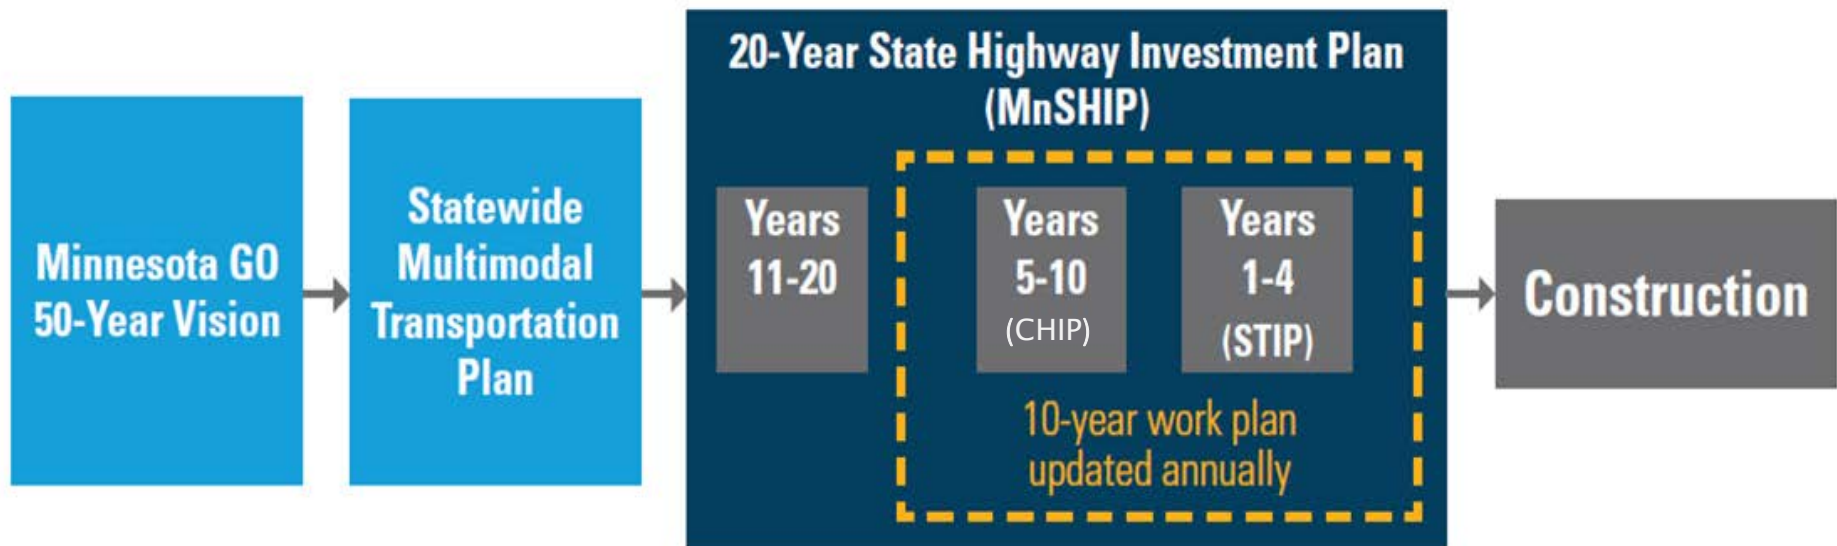 Minnesota GO
50-Year Vision
Statewide
Multimodal
Transportation
Plan
20-Year State Highway Investment Plan
(MnSHIP)
Years
11-20
Years
5-10
(CHIP)
Years
1-4
(STIP)
10-year work plan
updated annually
Construction